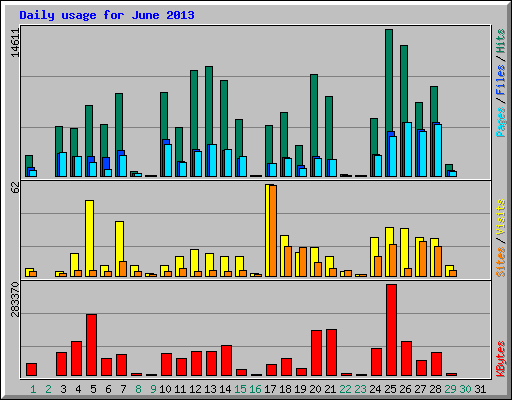 Daily usage for June 2013
14611
Pages / Files / Hits
62
Sites / Visits
283370
KBytes
1 2 3 4 5 6 7 8 9 10 11 12 13 14 15 16 17 18 19 20 21 22 23 24 25 26 27 28 29 30 31